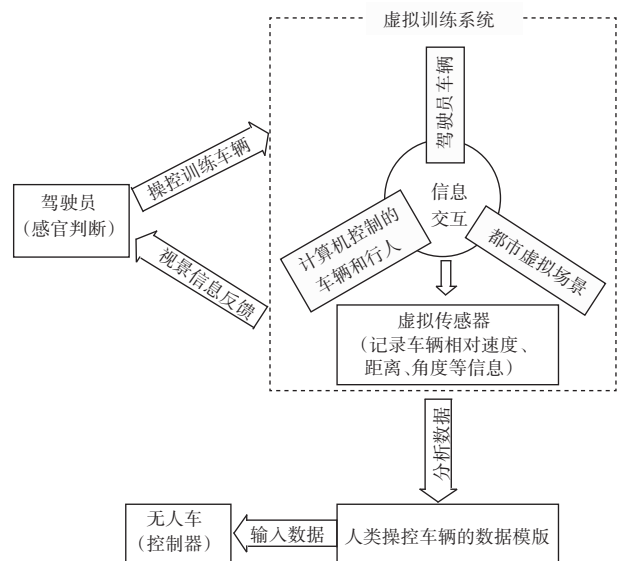 虚拟训练系统
驾驶员车辆
操控训练车辆
驾驶员
（感官判断）
信息
交互
计算机控制的
车辆和行人
都市虚拟场景
视景信息反馈
虚拟传感器
（记录车辆相对速度、
距离、角度等信息）
分析数据
无人车
（控制器）
输入数据
人类操控车辆的数据模版